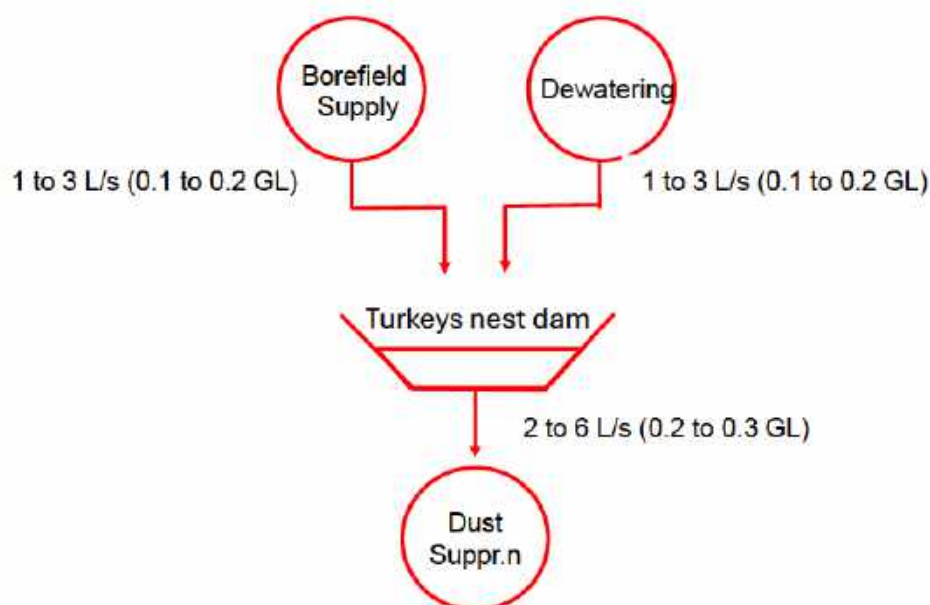 Borefield
Supply
Dewatering
1 to 3 L/s (0.1 to 0.2 GL)
1 to 3 L/s (0.1 to 0.2 GL)
Turkeys nest dam
2 to 6 L/s (0.2 to 0.3 GL)
Dust
Suppr.n